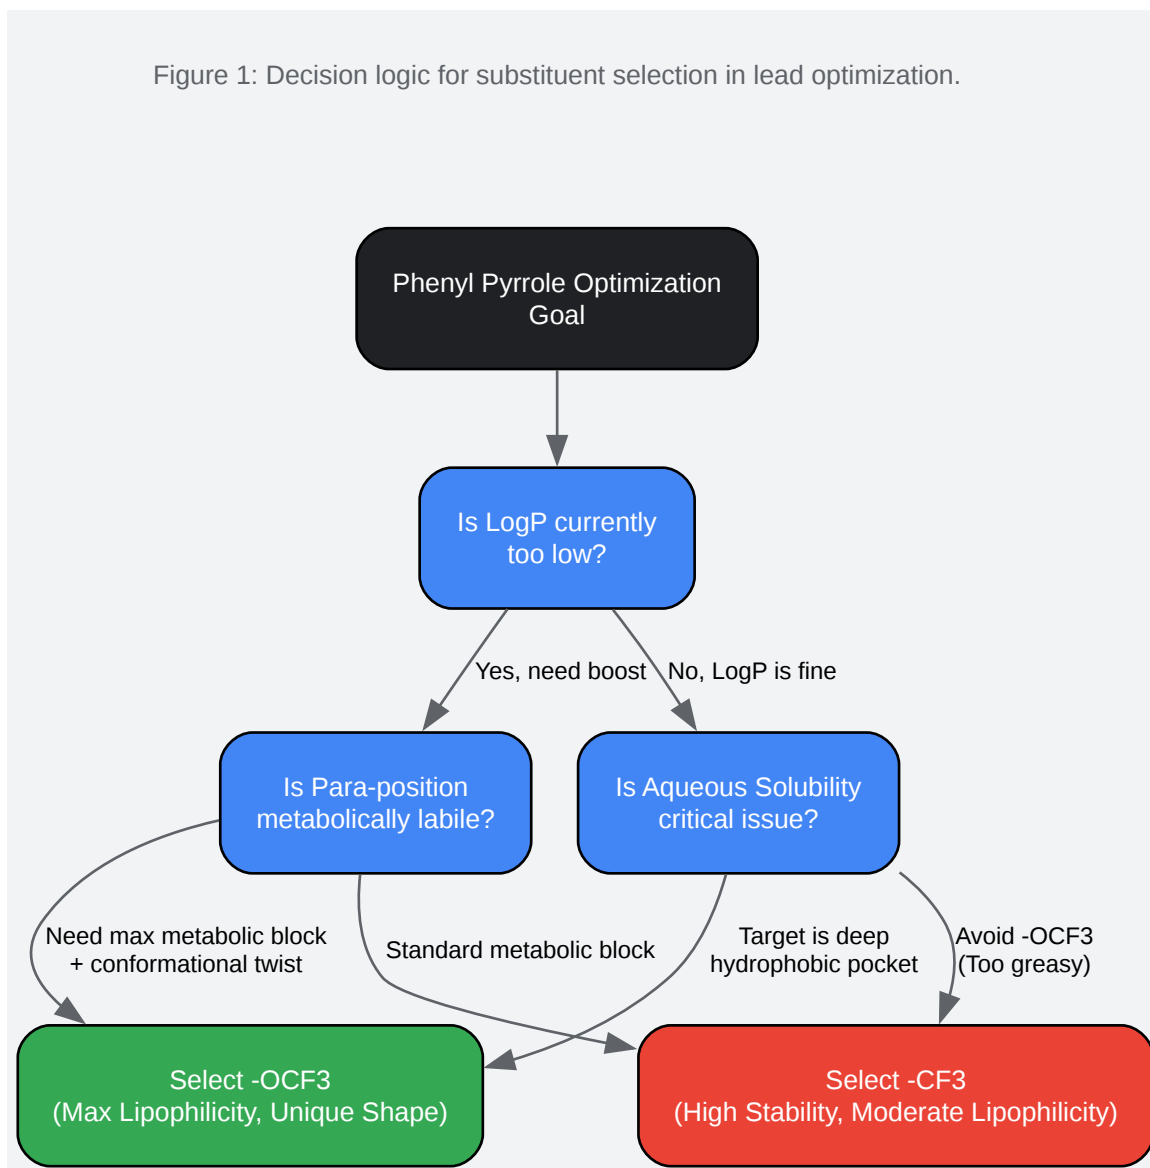 Figure 1: Decision logic for substituent selection in lead optimization.
Phenyl Pyrrole Optimization
Goal
Is LogP currently
too low?
Yes, need boost
No, LogP is fine
Is Para-position
metabolically labile?
Is Aqueous Solubility
critical issue?
Need max metabolic block
+ conformational twist
Standard metabolic block
Target is deep
hydrophobic pocket
Avoid -OCF3
(Too greasy)
Select -OCF3
(Max Lipophilicity, Unique Shape)
Select -CF3
(High Stability, Moderate Lipophilicity)